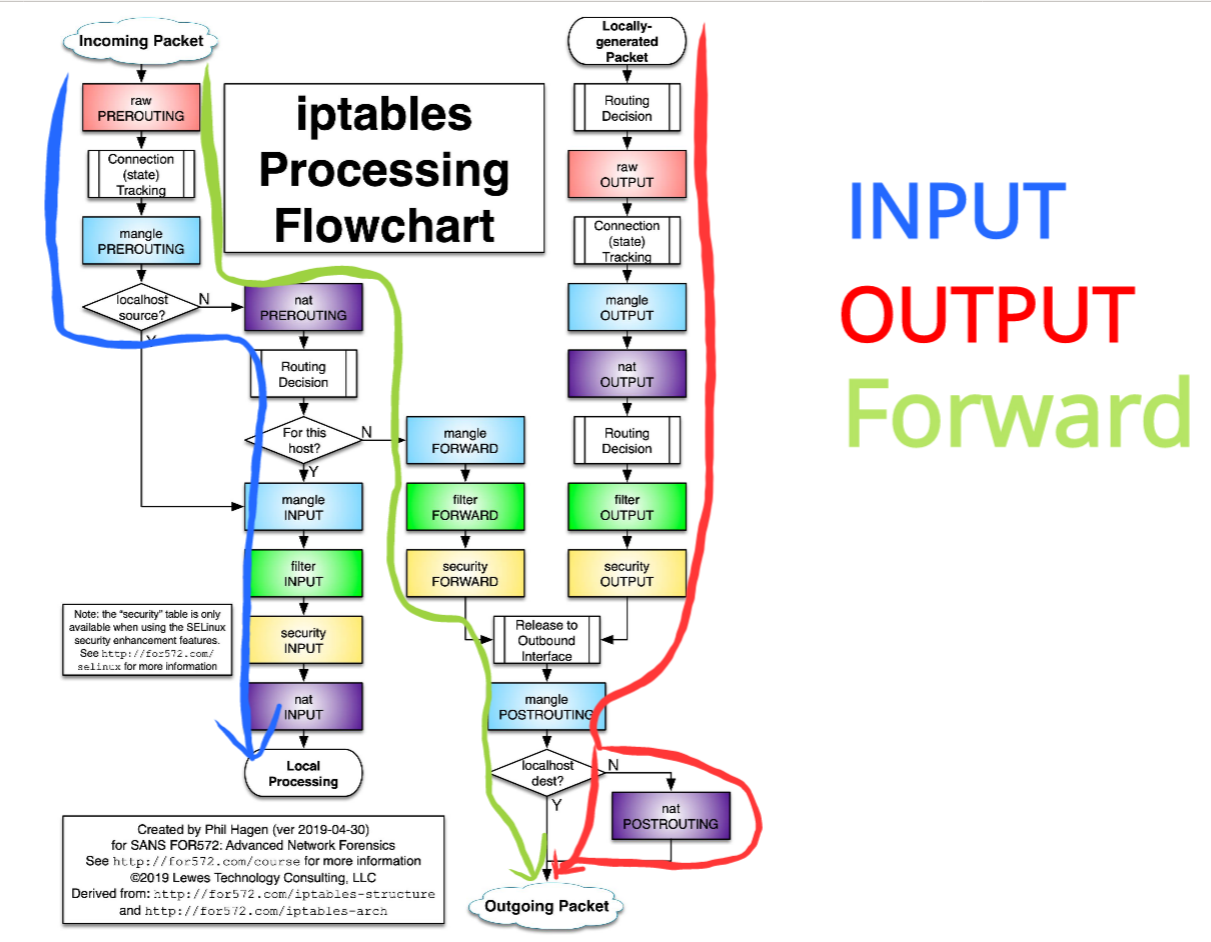 Incoming Packet
raw
PREROUTING
Connection
(state)
Tracking
mangle
PREROUTING
localhost
source?
N
Y
iptables
Processing
Flowchart
nat
PREROUTING
Routing
Decision
For this
host?
N
Y
mangle
INPUT
filter
INPUT
security
INPUT
nat
INPUT
Local
Processing
mangle
FORWARD
filter
FORWARD
security
FORWARD
Locally-
generated
Packet
Routing
Decision
raw
OUTPUT
Connection
(state)
Tracking
mangle
OUTPUT
nat
OUTPUT
Routing
Decision
filter
OUTPUT
security
OUTPUT
Release to
Outbound
Interface
mangle
POSTROUTING
localhost
dest?
N
Y
nat
POSTROUTING
Outgoing Packet
Note: the “security” table is only
available when using the SELinux
security enhancement features.
See http://for572.com/
selinux for more information
Created by Phil Hagen (ver 2019-04-30)
for SANS FOR572: Advanced Network Forensics
See http://for572.com/course for more information
©2019 Lewes Technology Consulting, LLC
Derived from: http://for572.com/iptables-structure
and http://for572.com/iptables-arch
INPUT
OUTPUT
Forward